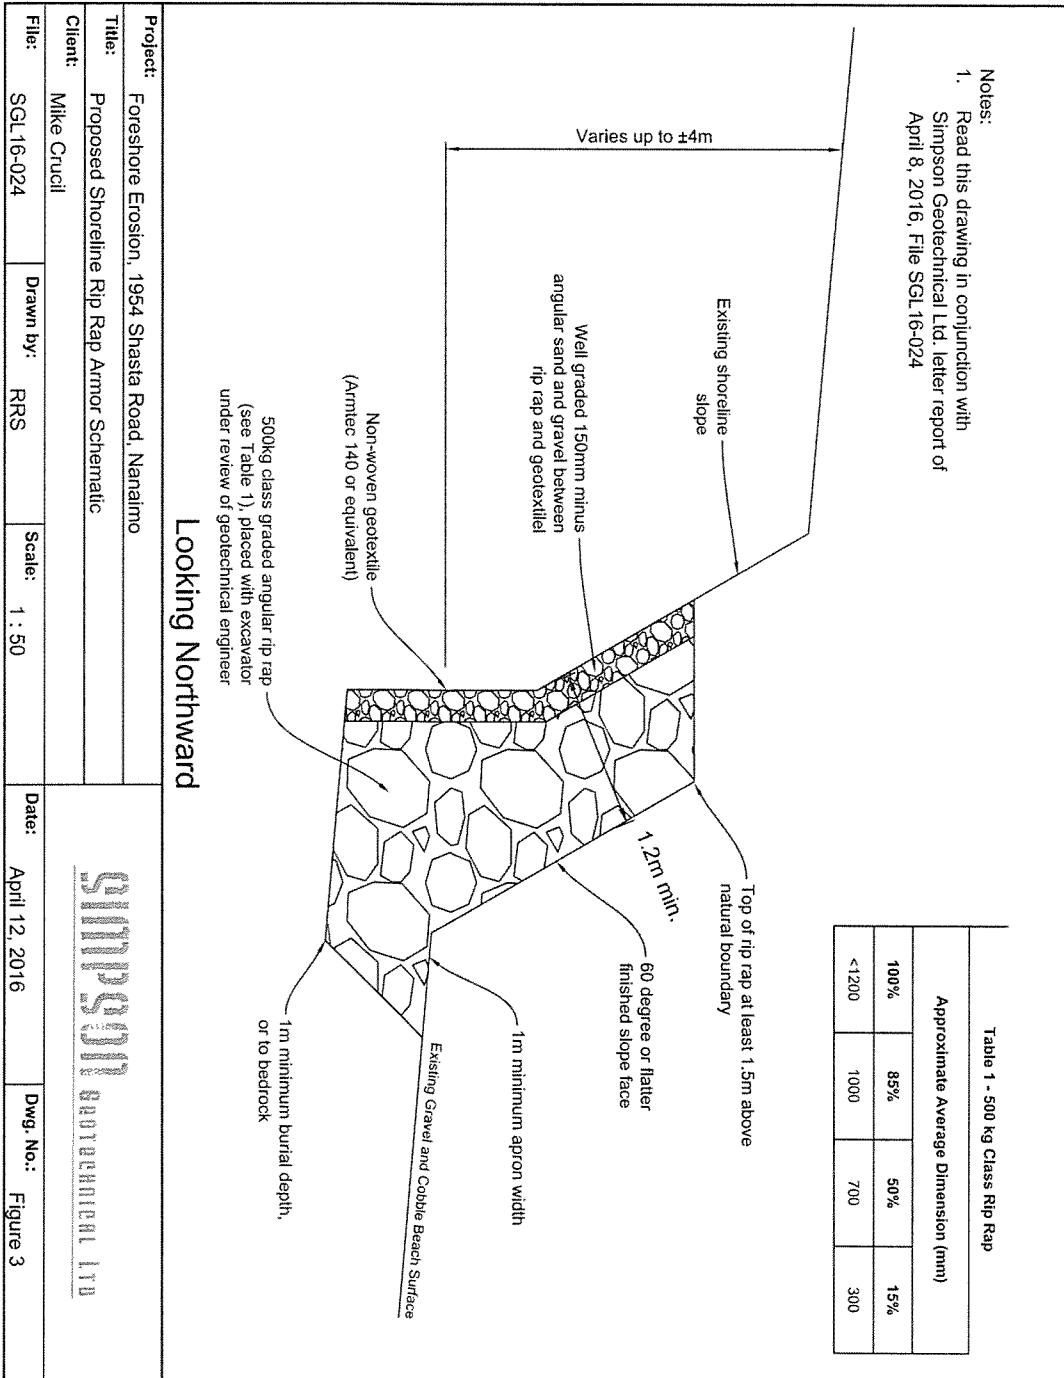 Notes:
1. Read this drawing in conjunction with
Simpson Geotechnical Ltd. letter report of
April 8, 2016, File SGL16-024
Table 1 - 500 kg Class Rip Rap
Approximate Average Dimension (mm)
100% 85% 50% 15%
<1200 1000 700 300
Varies up to ±4m
Existing shoreline
slope
Well graded 150mm minus
angular sand and gravel between
rip rap and geotextilel
Non-woven geotextile
(Armtec 140 or equivalent)
500kg class graded angular rip rap
(see Table 1), placed with excavator
under review of geotechnical engineer
Top of rip rap at least 1.5m above
natural boundary
1.2m min.
60 degree or flatter
finished slope face
1m minimum apron width
Existing Gravel and Cobble Beach Surface
1m minimum burial depth,
or to bedrock
Looking Northward
Project: Foreshore Erosion, 1954 Shasta Road, Nanaimo
Title: Proposed Shoreline Rip Rap Armor Schematic
Client: Mike Crucil
File: SGL16-024
Drawn by: RRS
Scale: 1 : 50
SIMPSON GEOTECHNICAL LTD
Date: April 12, 2016
Dwg. No.: Figure 3